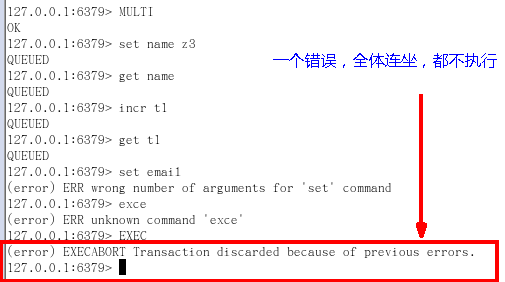 127.0.0.1:6379> MULTI
OK
127.0.0.1:6379> set name z3
QUEUED
127.0.0.1:6379> get name
QUEUED
127.0.0.1:6379> incr t1
QUEUED
127.0.0.1:6379> get t1
QUEUED
127.0.0.1:6379> set email
(error) ERR wrong number of arguments for 'set' command
127.0.0.1:6379> exce
(error) ERR unknown command 'exce'
127.0.0.1:6379> EXEC
(error) EXECABORT Transaction discarded because of previous errors.
127.0.0.1:6379>
一个错误，全体连坐，都不执行